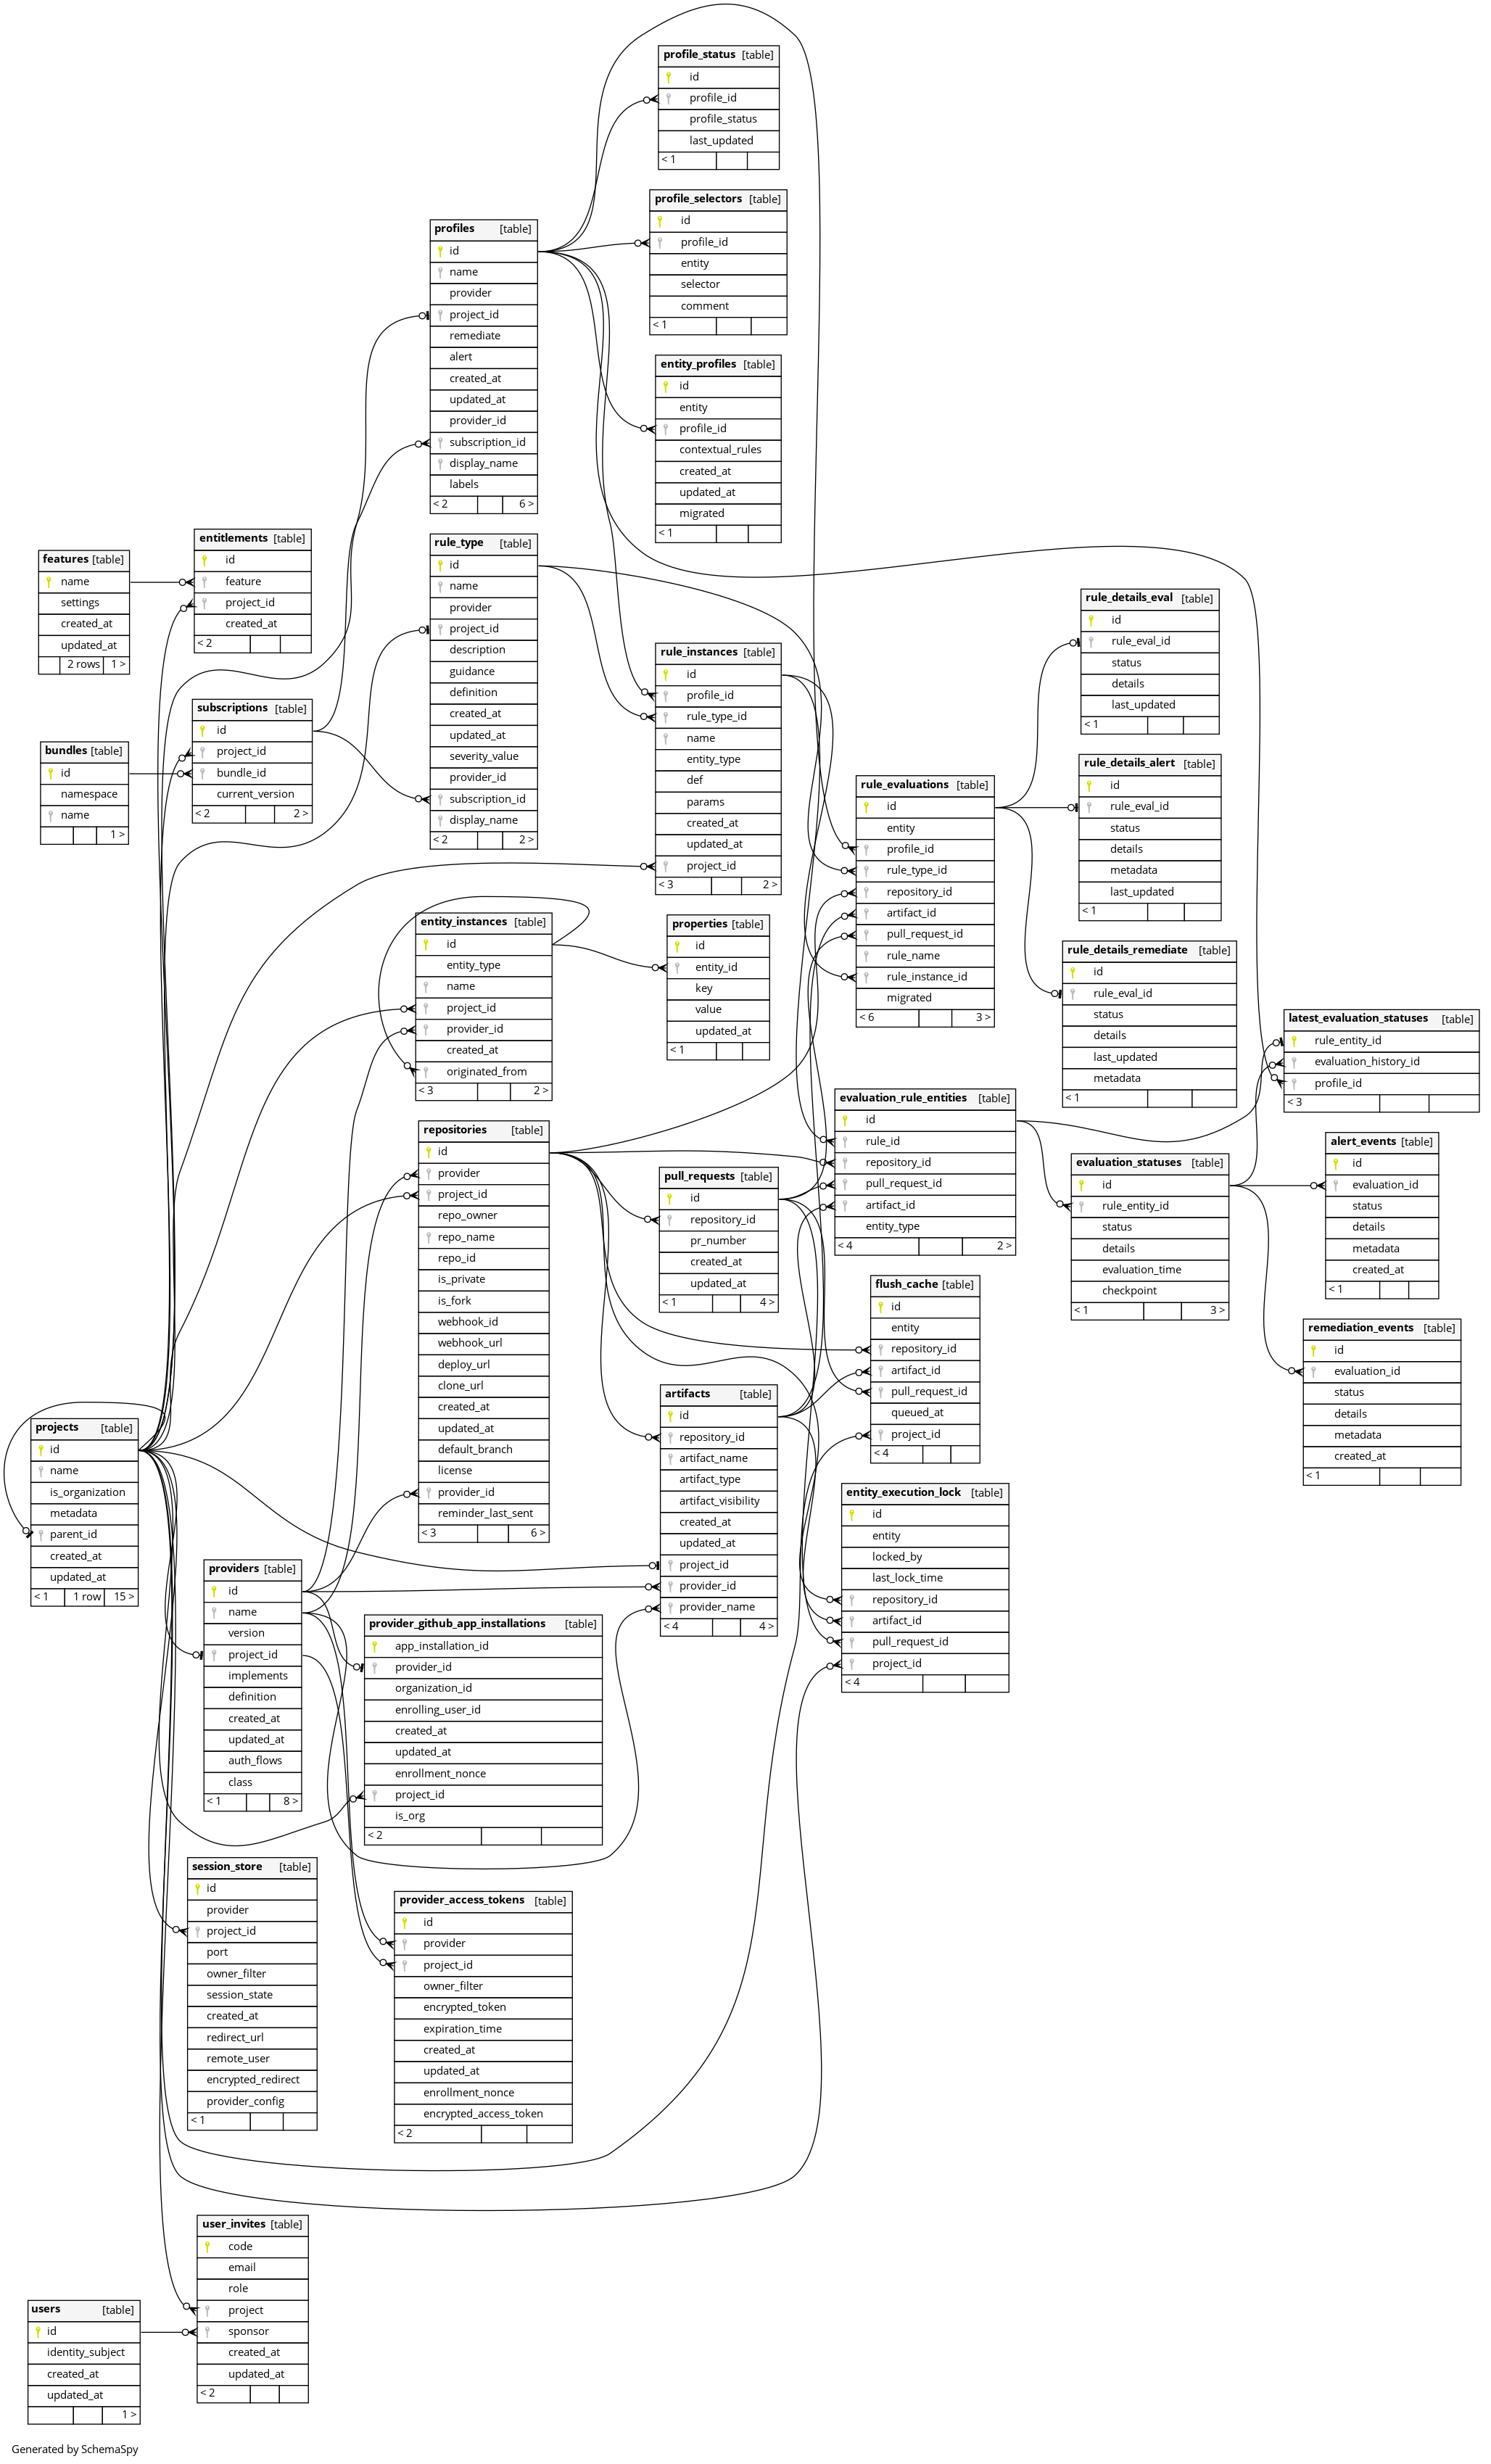 profile_status [table]
id
profile_id
profile_status
last_updated
< 1
profile_selectors [table]
id
profile_id
entity
selector
comment
< 1
profiles [table]
id
name
provider
project_id
remediate
alert
created_at
updated_at
provider_id
subscription_id
display_name
labels
< 2 6 >
entity_profiles [table]
id
entity
profile_id
contextual_rules
created_at
updated_at
migrated
< 1
features [table]
name
settings
created_at
updated_at
2 rows 1 >
entitlements [table]
id
feature
project_id
created_at
< 2
rule_type [table]
id
name
provider
project_id
description
guidance
definition
created_at
updated_at
severity_value
provider_id
subscription_id
display_name
< 2 2 >
bundles [table]
id
namespace
name
1 >
subscriptions [table]
id
project_id
bundle_id
current_version
< 2 2 >
rule_instances [table]
id
profile_id
rule_type_id
name
entity_type
def
params
created_at
updated_at
project_id
< 3 2 >
rule_details_eval [table]
id
rule_eval_id
status
details
last_updated
< 1
rule_evaluations [table]
id
entity
profile_id
rule_type_id
repository_id
artifact_id
pull_request_id
rule_name
rule_instance_id
migrated
< 6 3 >
rule_details_alert [table]
id
rule_eval_id
status
details
metadata
last_updated
< 1
rule_details_remediate [table]
id
rule_eval_id
status
details
last_updated
metadata
< 1
entity_instances [table]
id
entity_type
name
project_id
provider_id
created_at
originated_from
< 3 2 >
properties [table]
id
entity_id
key
value
updated_at
< 1
latest_evaluation_statuses [table]
rule_entity_id
evaluation_history_id
profile_id
< 3
repositories [table]
id
provider
project_id
repo_owner
repo_name
repo_id
is_private
is_fork
webhook_id
webhook_url
deploy_url
clone_url
created_at
updated_at
default_branch
license
provider_id
reminder_last_sent
< 3 6 >
pull_requests [table]
id
repository_id
pr_number
created_at
updated_at
< 1 4 >
evaluation_rule_entities [table]
id
rule_id
repository_id
pull_request_id
artifact_id
entity_type
< 4 2 >
evaluation_statuses [table]
id
rule_entity_id
status
details
evaluation_time
checkpoint
< 1 3 >
alert_events [table]
id
evaluation_id
status
details
metadata
created_at
< 1
flush_cache [table]
id
entity
repository_id
artifact_id
pull_request_id
queued_at
project_id
< 4
remediation_events [table]
id
evaluation_id
status
details
metadata
created_at
< 1
artifacts [table]
id
repository_id
artifact_name
artifact_type
artifact_visibility
created_at
updated_at
project_id
provider_id
provider_name
< 4 4 >
projects [table]
id
name
is_organization
metadata
parent_id
created_at
updated_at
< 1 1 row 15 >
entity_execution_lock [table]
id
entity
locked_by
last_lock_time
repository_id
artifact_id
pull_request_id
project_id
< 4
providers [table]
id
name
version
project_id
implements
definition
created_at
updated_at
auth_flows
class
< 1 8 >
provider_github_app_installations [table]
app_installation_id
provider_id
organization_id
enrolling_user_id
created_at
updated_at
enrollment_nonce
project_id
is_org
< 2
session_store [table]
id
provider
project_id
port
owner_filter
session_state
created_at
redirect_url
remote_user
encrypted_redirect
provider_config
< 1
provider_access_tokens [table]
id
provider
project_id
owner_filter
encrypted_token
expiration_time
created_at
updated_at
enrollment_nonce
encrypted_access_token
< 2
user_invites [table]
code
email
role
project
sponsor
created_at
updated_at
< 2
users [table]
id
identity_subject
created_at
updated_at
1 >
Generated by SchemaSpy